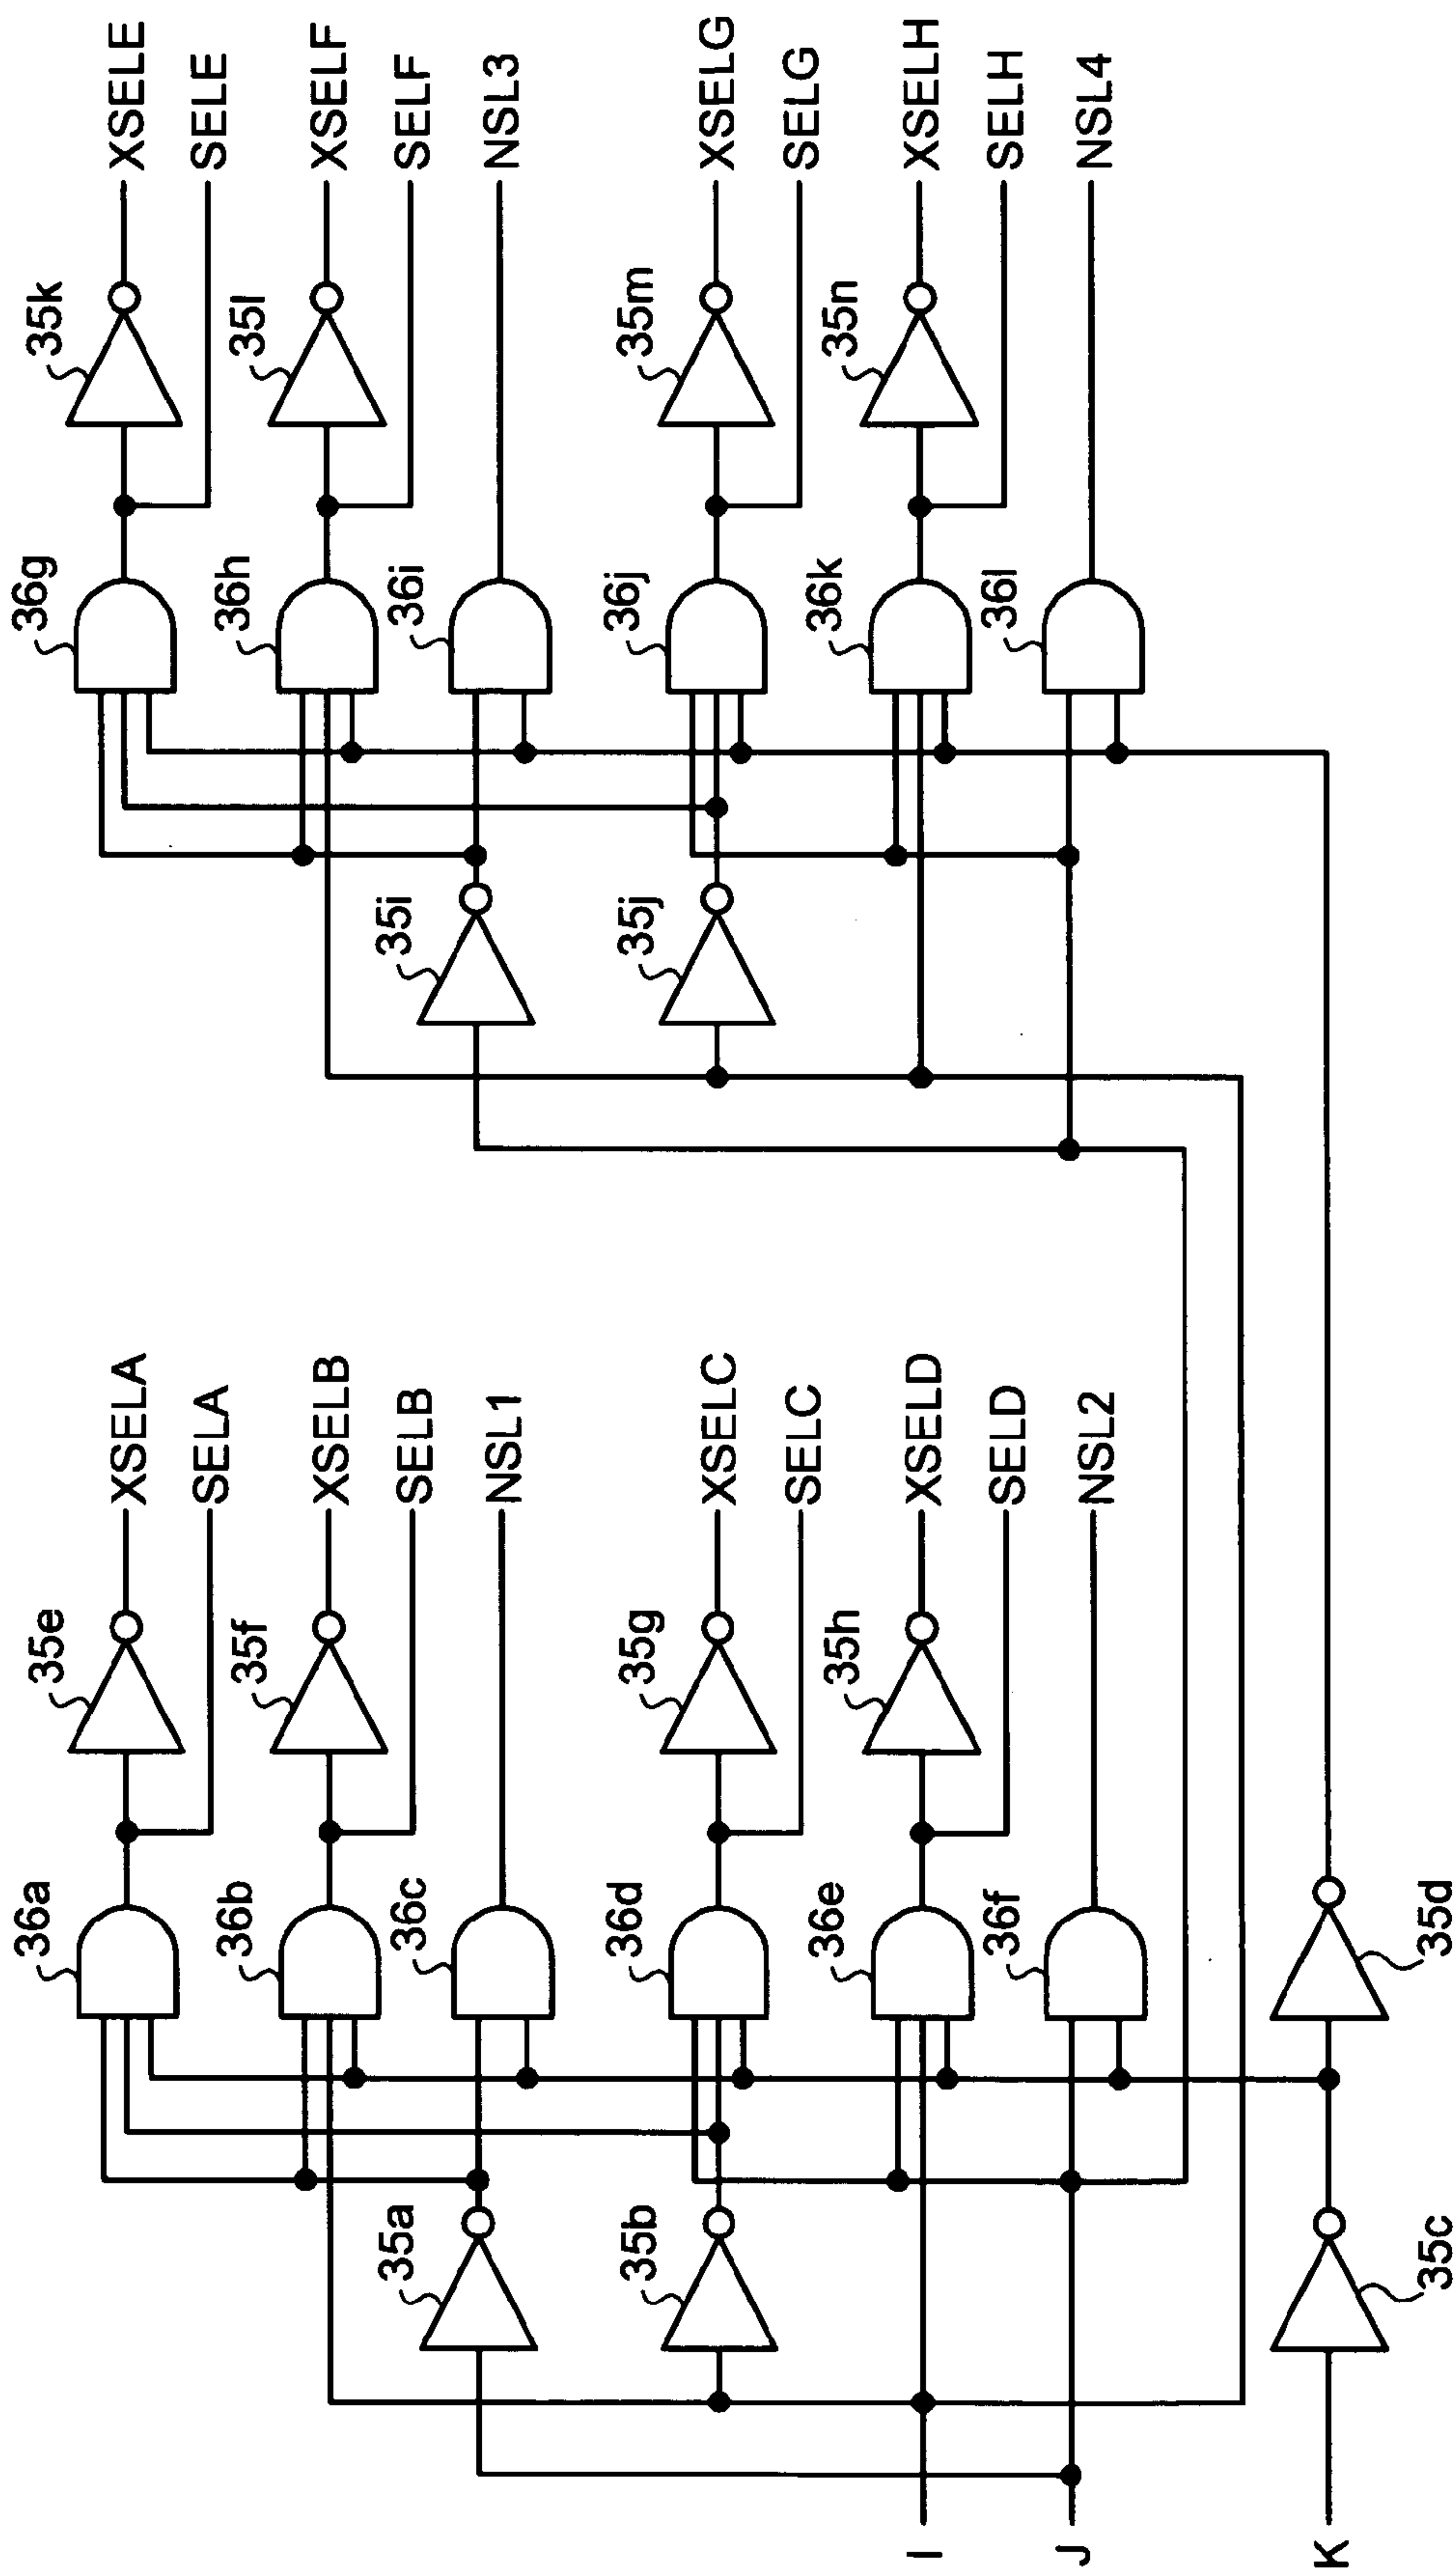 XSELA
SELA
XSELB
SELB
NSL1
XSELC
SELC
XSELD
SELD
NSL2
35e
35f
35g
35h
36a
36b
36c
36d
36e
36f
35a
35b
35c
35d
I
J
K
XSELE
SELE
XSELF
SELF
NSL3
XSELG
SELG
XSELH
SELH
NSL4
35k
35l
35m
35n
36g
36h
36i
36j
36k
36l
35i
35j